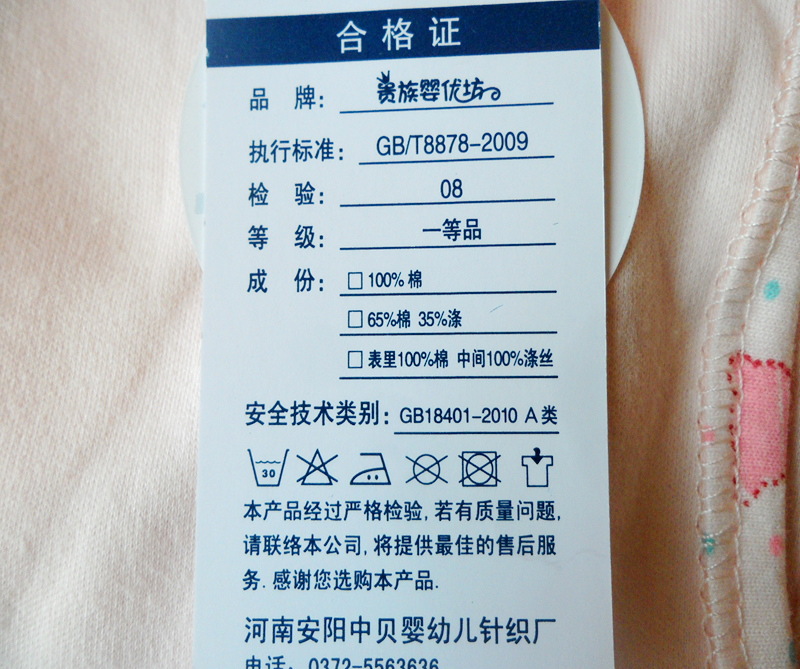 合格证
品 牌: 贵族婴优坊
执行标准: GB/T8878-2009
检 验: 08
等 级: 一等品
成 份: □100% 棉
□65%棉 35%涤
□表里100%棉 中间100%涤丝
安全技术类别: GB18401-2010 A类
30
本产品经过严格检验,若有质量问题,
请联络本公司,将提供最佳的售后服
务.感谢您选购本产品.
河南安阳中贝婴幼儿针织厂
电话: 0372-5563636